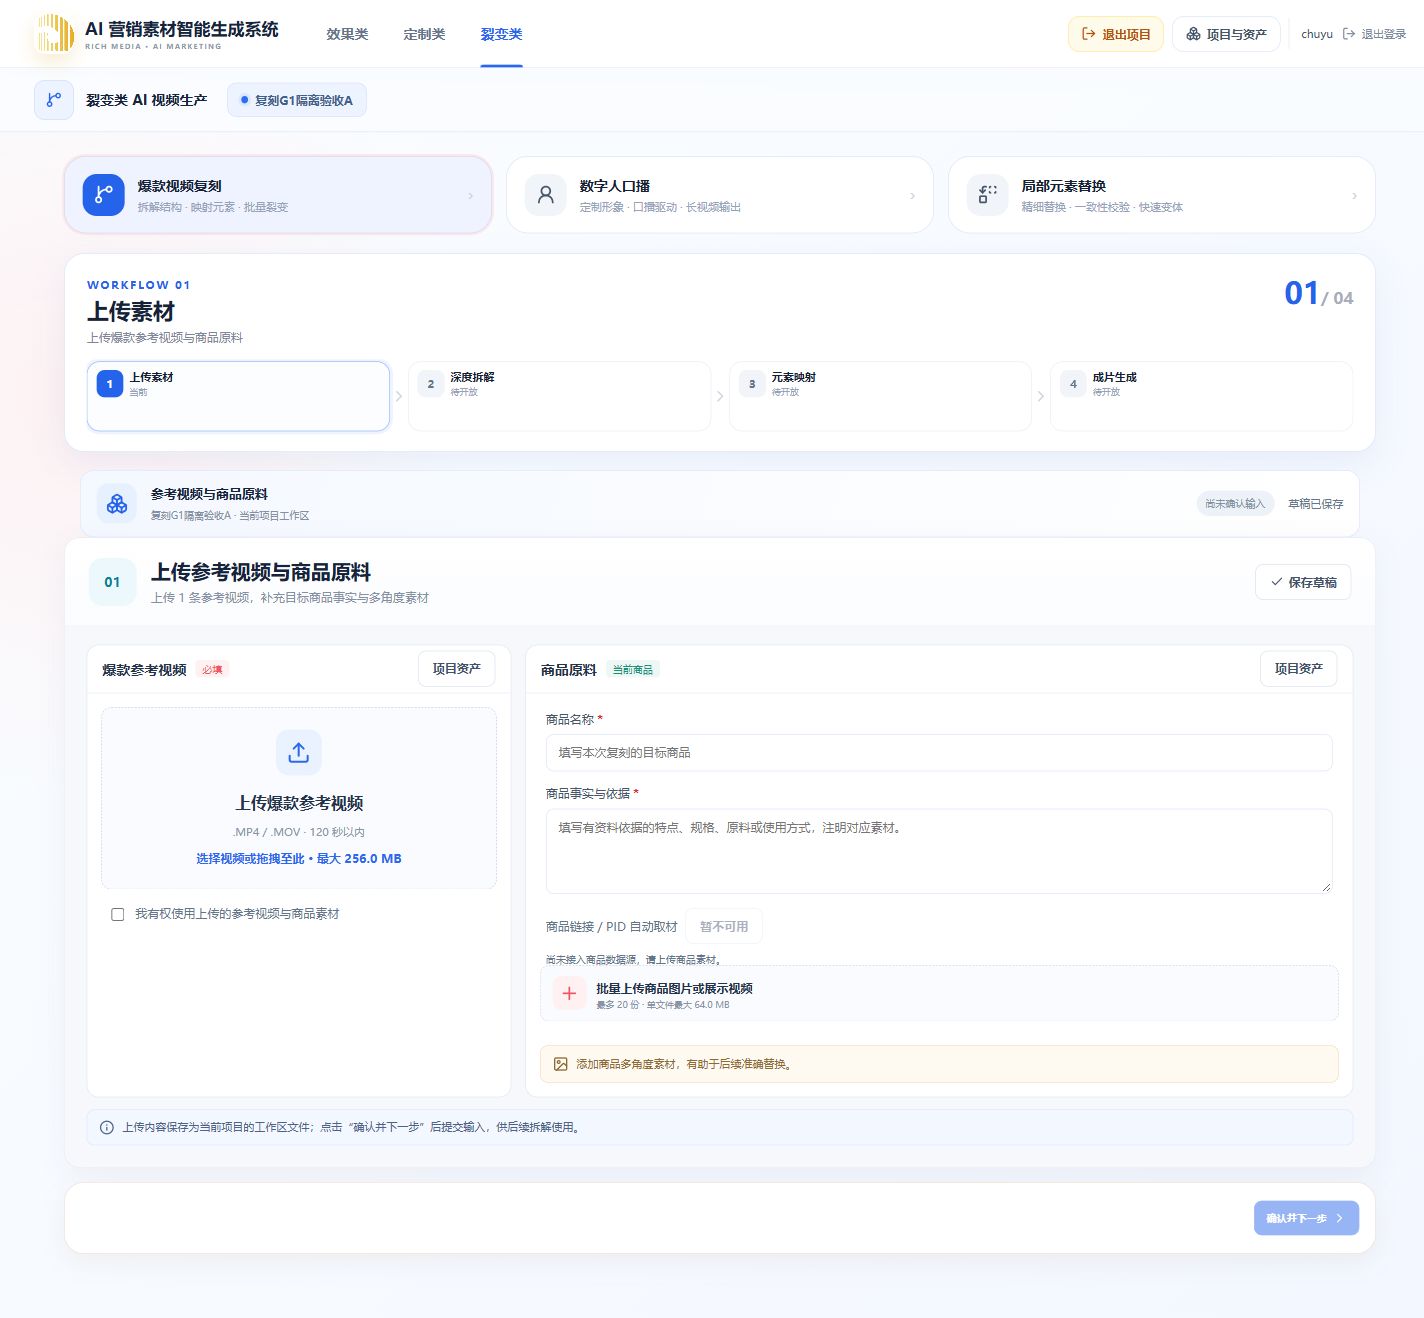 AI 营销素材智能生成系统
RICH MEDIA • AI MARKETING
效果类
定制类
裂变类
退出项目
项目与资产
chuyu
退出登录
裂变类 AI 视频生产
复刻G1隔离验收A
爆款视频复刻
拆解结构 · 映射元素 · 批量裂变
数字人口播
定制形象 · 口播驱动 · 长视频输出
局部元素替换
精细替换 · 一致性校验 · 快速变体
WORKFLOW 01
上传素材
上传爆款参考视频与商品原料
01 / 04
1
上传素材
当前
2
深度拆解
待开放
3
元素映射
待开放
4
成片生成
待开放
参考视频与商品原料
复刻G1隔离验收A · 当前项目工作区
尚未确认输入
草稿已保存
01
上传参考视频与商品原料
上传 1 条参考视频，补充目标商品事实与多角度素材
保存草稿
爆款参考视频
必填
项目资产
上传爆款参考视频
.MP4 / .MOV · 120 秒以内
选择视频或拖拽至此 • 最大 256.0 MB
我有权使用上传的参考视频与商品素材
商品原料
当前商品
项目资产
商品名称 *
填写本次复刻的目标商品
商品事实与依据 *
填写有资料依据的特点、规格、原料或使用方式，注明对应素材。
商品链接 / PID 自动取材
暂不可用
尚未接入商品数据源，请上传商品素材。
批量上传商品图片或展示视频
最多 20 份 · 单文件最大 64.0 MB
添加商品多角度素材，有助于后续准确替换。
上传内容保存为当前项目的工作区文件；点击“确认并下一步”后提交输入，供后续拆解使用。
确认并下一步